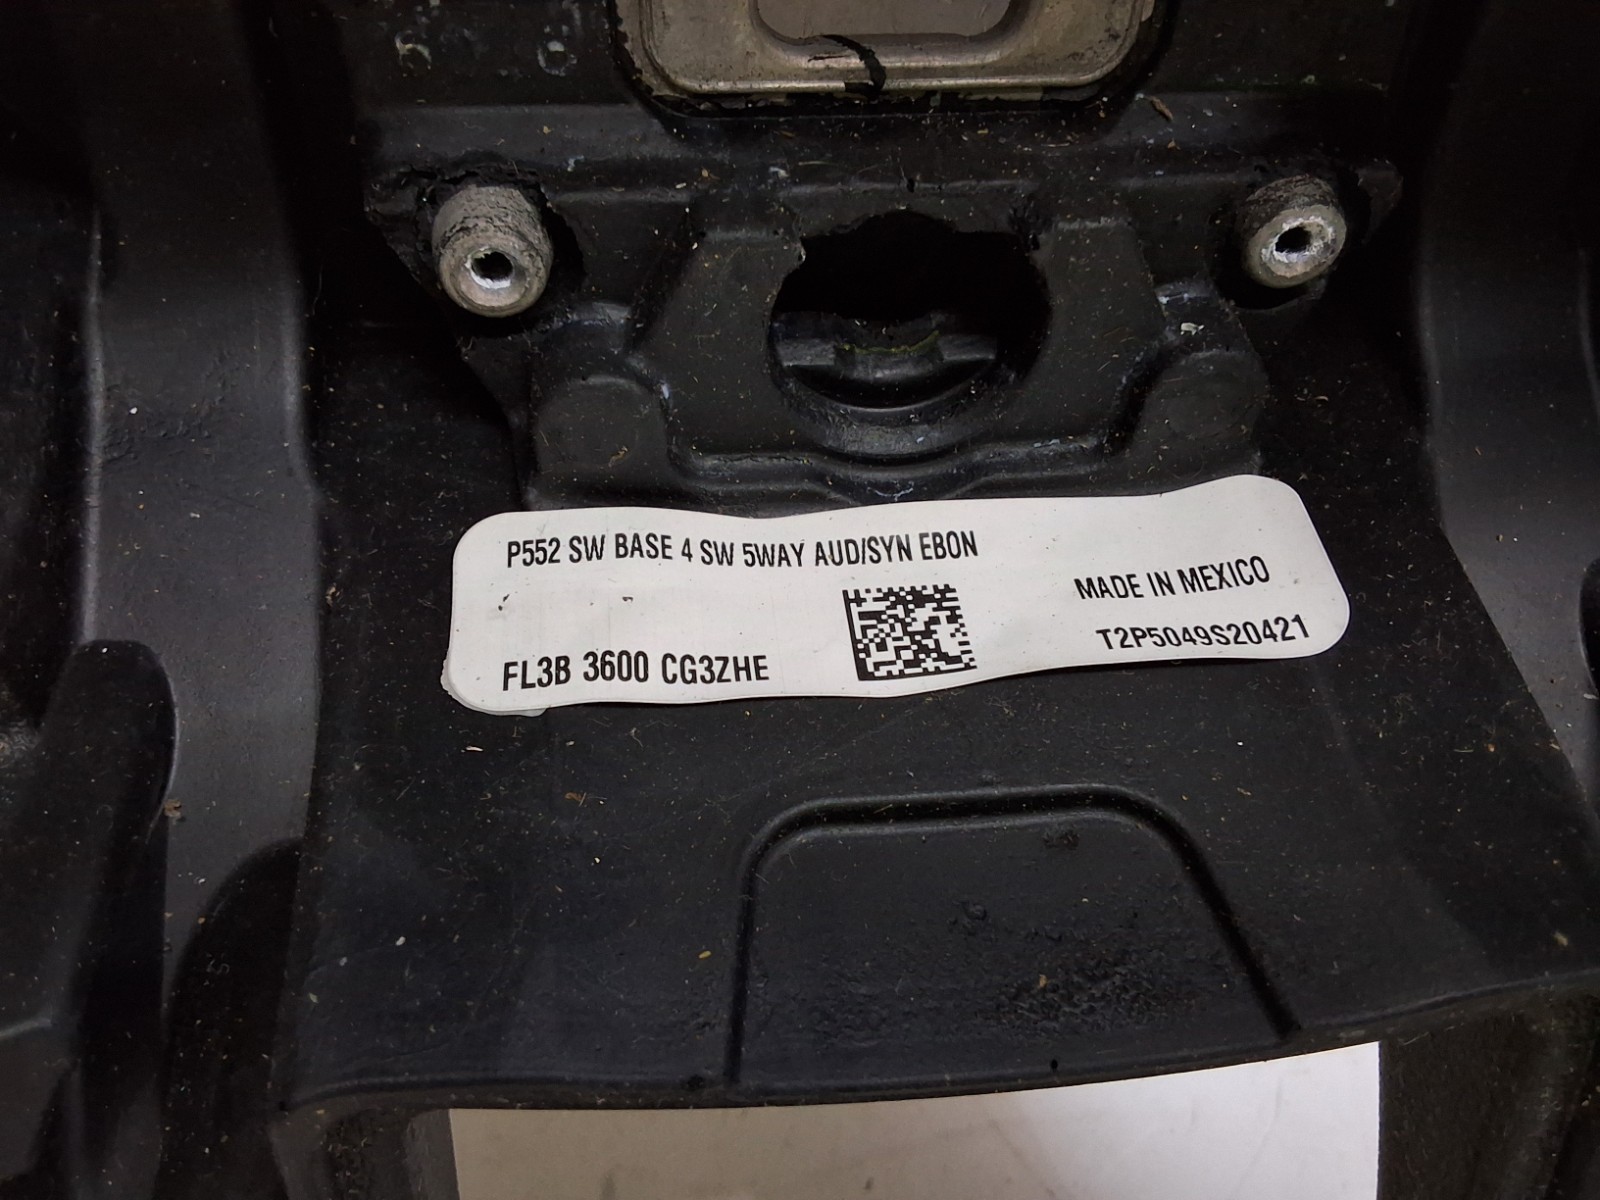 P552 SW BASE 4 SW 5WAY AUD/SYN EBON
MADE IN MEXICO
FL3B 3600 CG3ZHE
T2P5049S20421